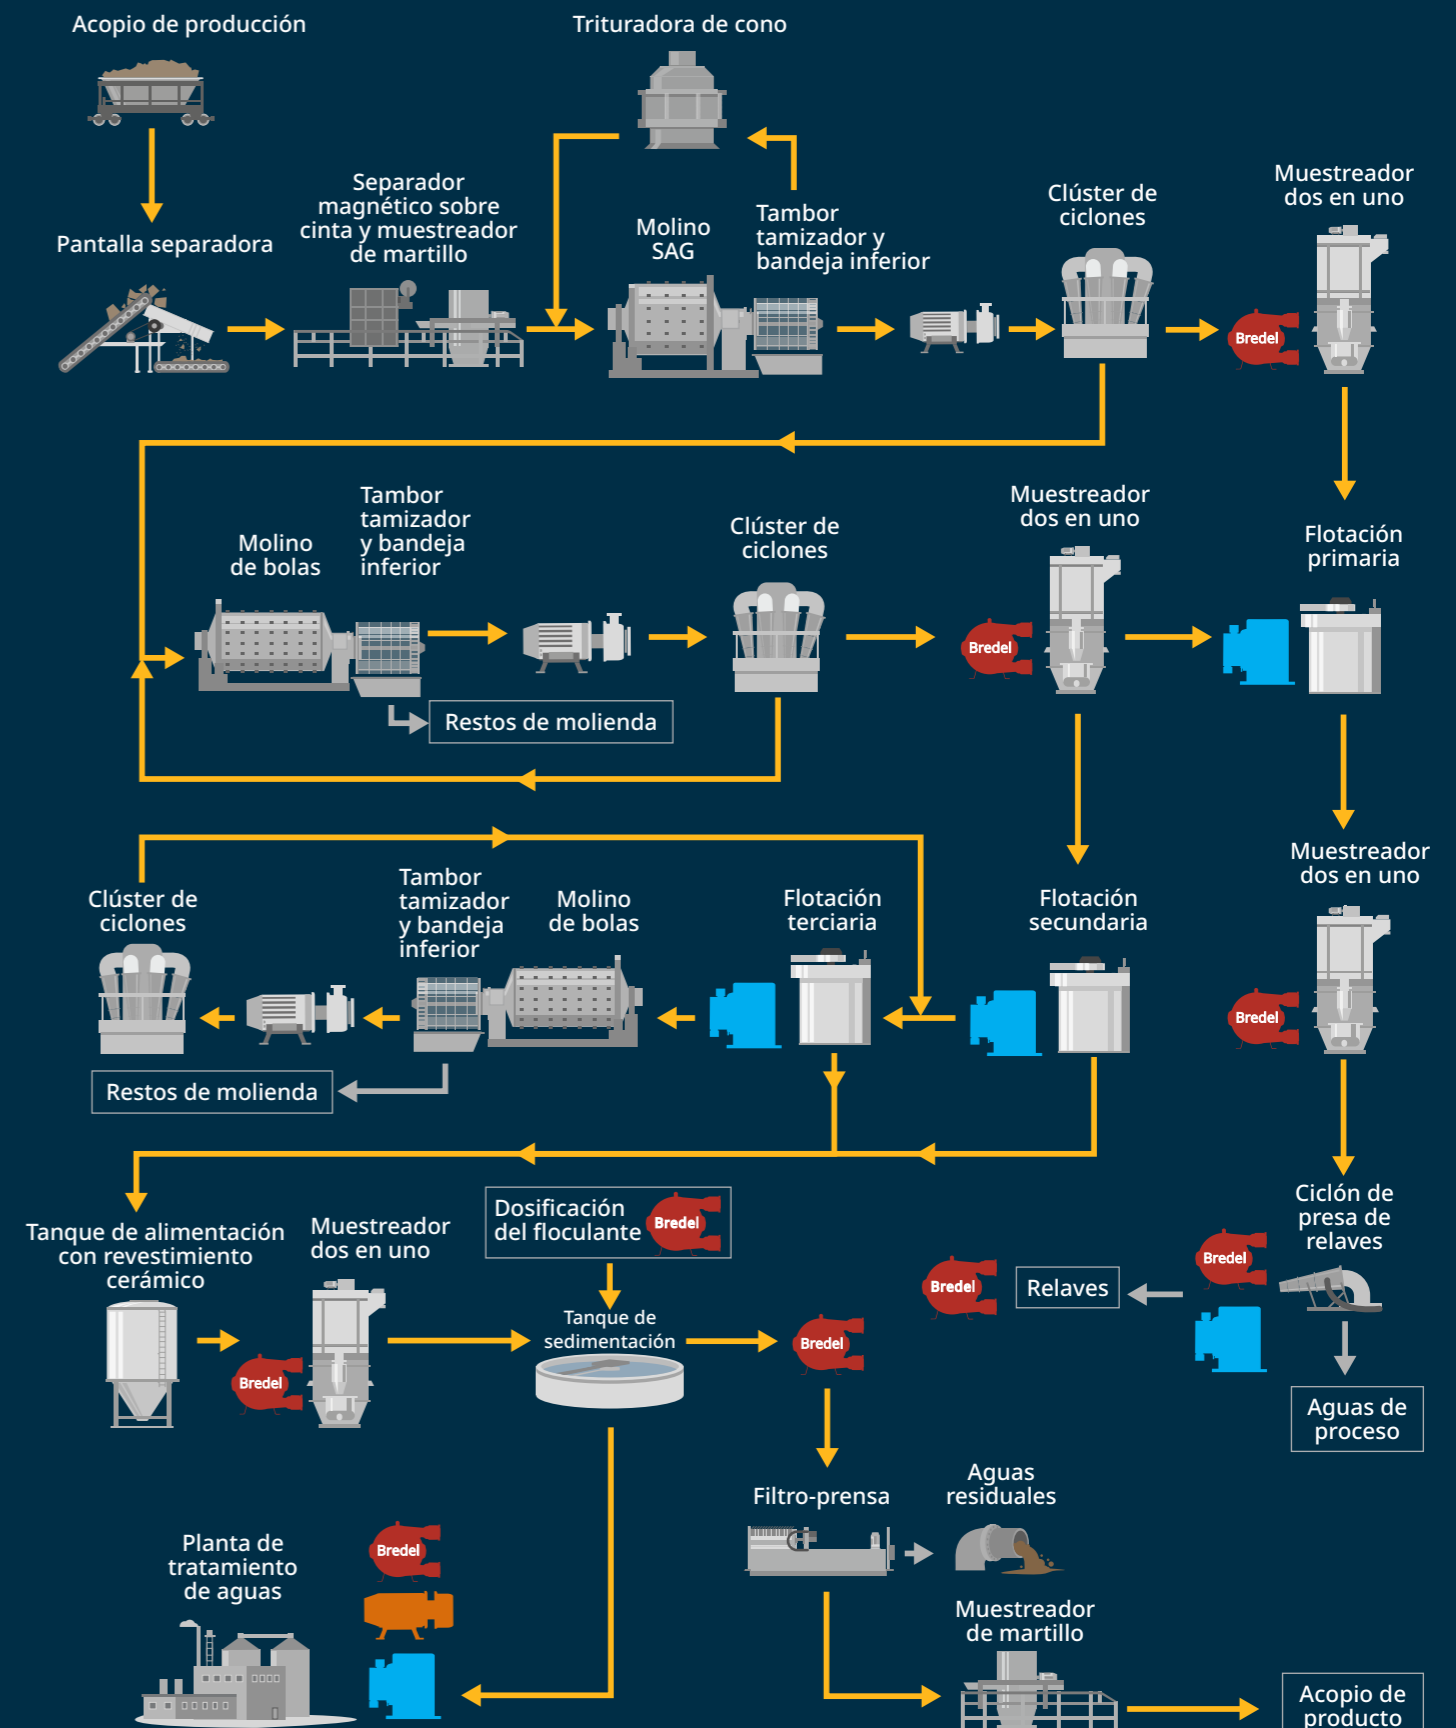 Acopio de producción
Trituradora de cono
Separador
magnético sobre
cinta y muestreador
de martillo
Pantalla separadora
Molino
SAG
Tambor
tamizador y
bandeja inferior
Clúster de
ciclones
Muestreador
dos en uno
Bredel
Molino
de bolas
Tambor
tamizador
y bandeja
inferior
Clúster de
ciclones
Muestreador
dos en uno
Flotación
primaria
Bredel
Restos de molienda
Clúster de
ciclones
Tambor
tamizador
y bandeja
inferior
Molino
de bolas
Flotación
terciaria
Flotación
secundaria
Muestreador
dos en uno
Bredel
Restos de molienda
Tanque de alimentación
con revestimiento
cerámico
Muestreador
dos en uno
Bredel
Dosificación
del floculante
Bredel
Tanque de
sedimentación
Bredel
Ciclón de
presa de
relaves
Bredel
Relaves
Bredel
Aguas de
proceso
Filtro-prensa
Aguas
residuales
Planta de
tratamiento
de aguas
Bredel
Muestreador
de martillo
Acopio de
producto